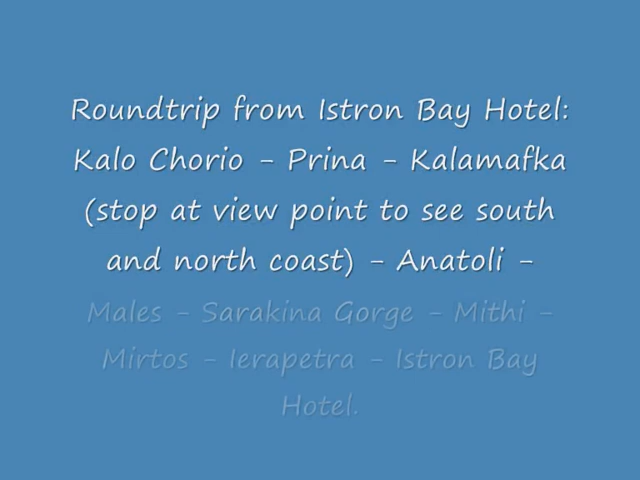 Roundtrip from Istron Bay Hotel:
Kalo Chorio - Prina - Kalamafka
(stop at view point to see south
and north coast) - Anatoli -
Males - Sarakina Gorge - Mithi -
Mirtos - Ierapetra - Istron Bay
Hotel.